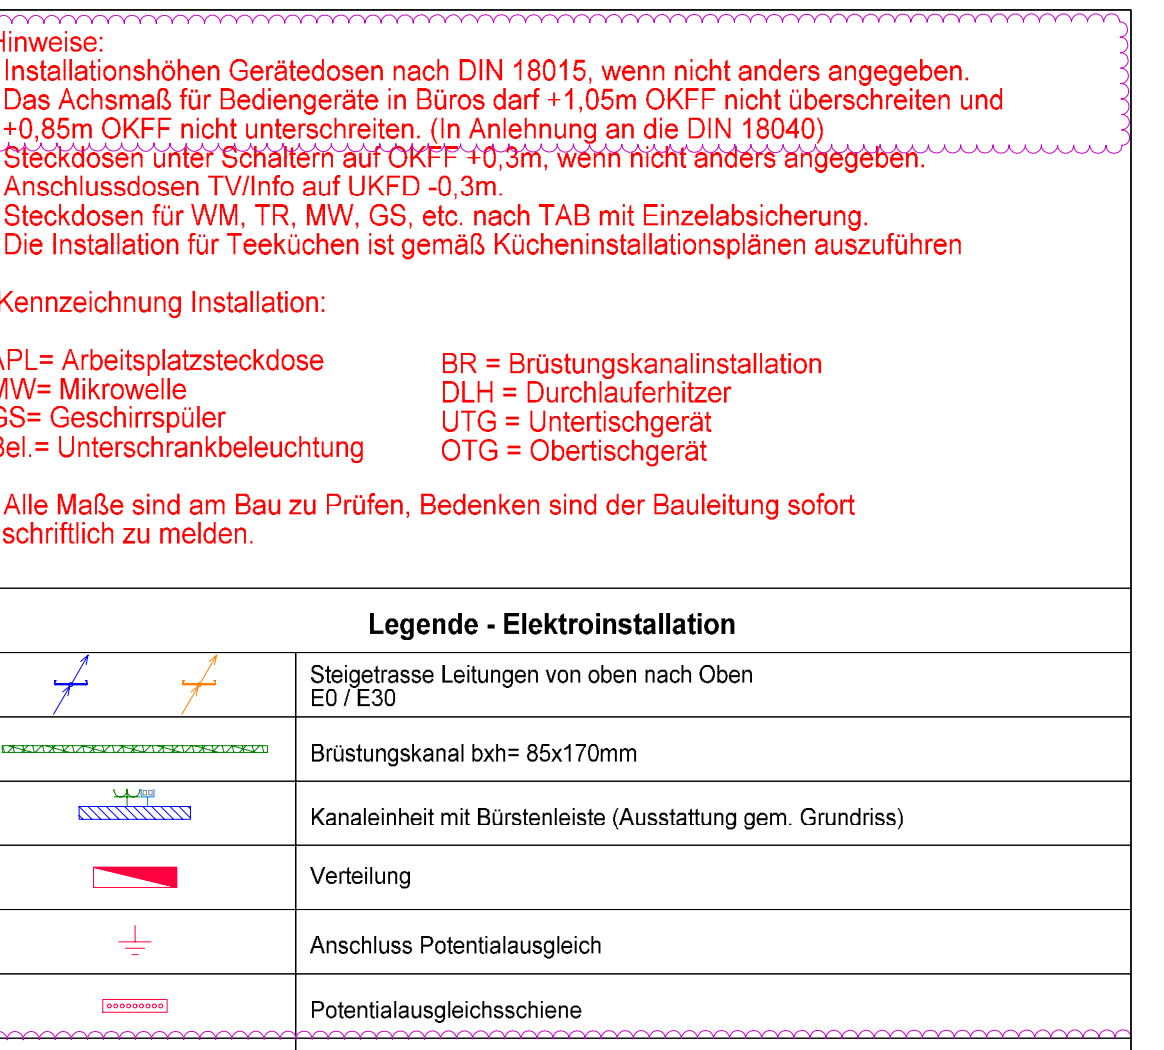 Hinweise:
Installationshöhen Gerätedosen nach DIN 18015, wenn nicht anders angegeben.
Das Achsmaß für Bediengeräte in Büros darf +1,05m OKFF nicht überschreiten und
+0,85m OKFF nicht unterschreiten. (In Anlehnung an die DIN 18040)
Steckdosen unter Schaltern auf OKFF +0,3m, wenn nicht anders angegeben.
Anschlussdosen TV/Info auf UKFD -0,3m.
Steckdosen für WM, TR, MW, GS, etc. nach TAB mit Einzelabsicherung.
Die Installation für Teeküchen ist gemäß Kücheninstallationsplänen auszuführen
Kennzeichnung Installation:
APL= Arbeitsplatzsteckdose
MW= Mikrowelle
GS= Geschirrspüler
Bel.= Unterschrankbeleuchtung
BR = Brüstungskanalinstallation
DLH = Durchlauferhitzer
UTG = Untertischgerät
OTG = Obertischgerät
Alle Maße sind am Bau zu Prüfen, Bedenken sind der Bauleitung sofort
schriftlich zu melden.
Legende - Elektroinstallation
Steigetrasse Leitungen von oben nach Oben
E0 / E30
Brüstungskanal bxh= 85x170mm
Kanaleinheit mit Bürstenleiste (Ausstattung gem. Grundriss)
Verteilung
Anschluss Potentialausgleich
Potentialausgleichsschiene